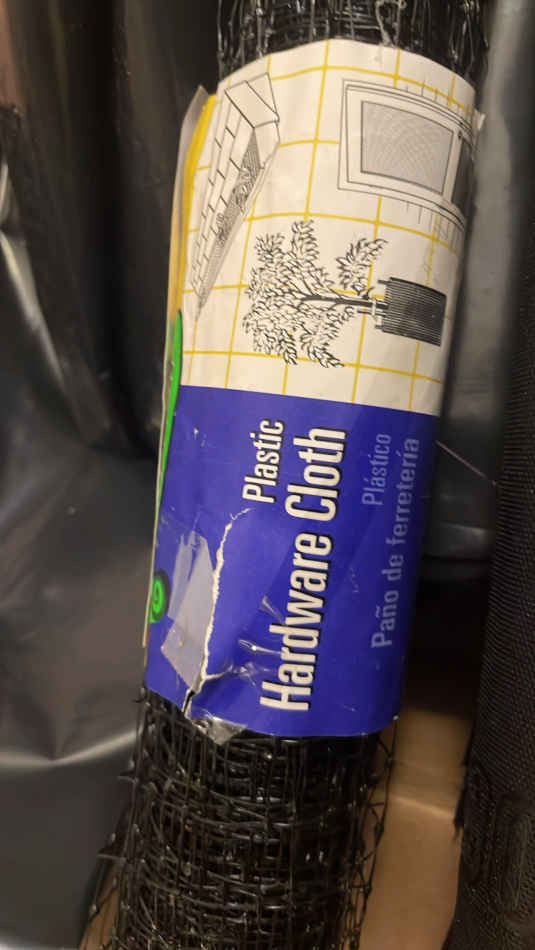 Plastic
Hardware Cloth
Plástico
Paño de ferretería